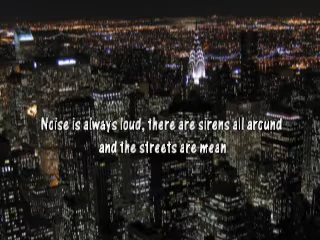 Noise is always loud, there are sirens all around
and the streets are mean